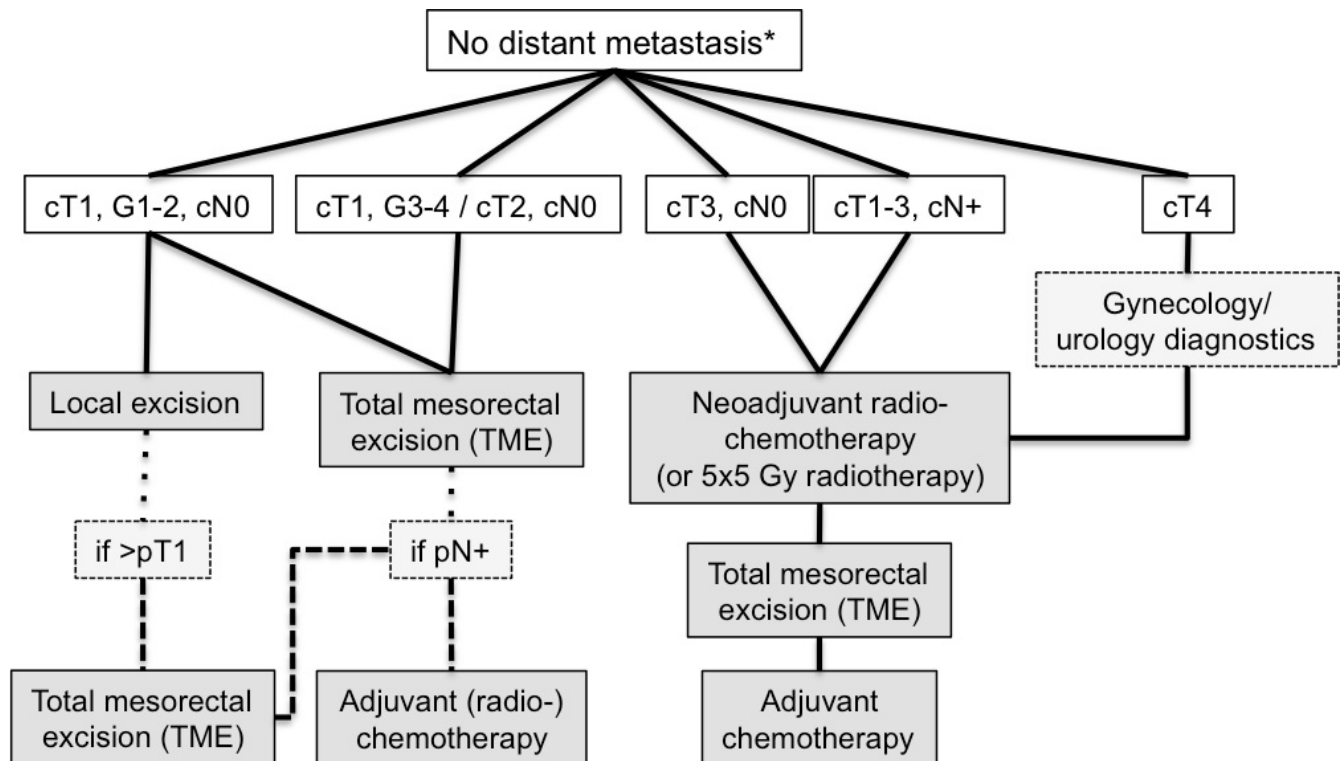 No distant metastasis*
cT1, G1-2, cN0
cT1, G3-4 / cT2, cN0
cT3, cN0
cT1-3, cN+
cT4
Gynecology/
urology diagnostics
Local excision
Total mesorectal
excision (TME)
Neoadjuvant radio-
chemotherapy
(or 5x5 Gy radiotherapy)
if >pT1
if pN+
Total mesorectal
excision (TME)
Total mesorectal
excision (TME)
Adjuvant (radio-)
chemotherapy
Adjuvant
chemotherapy